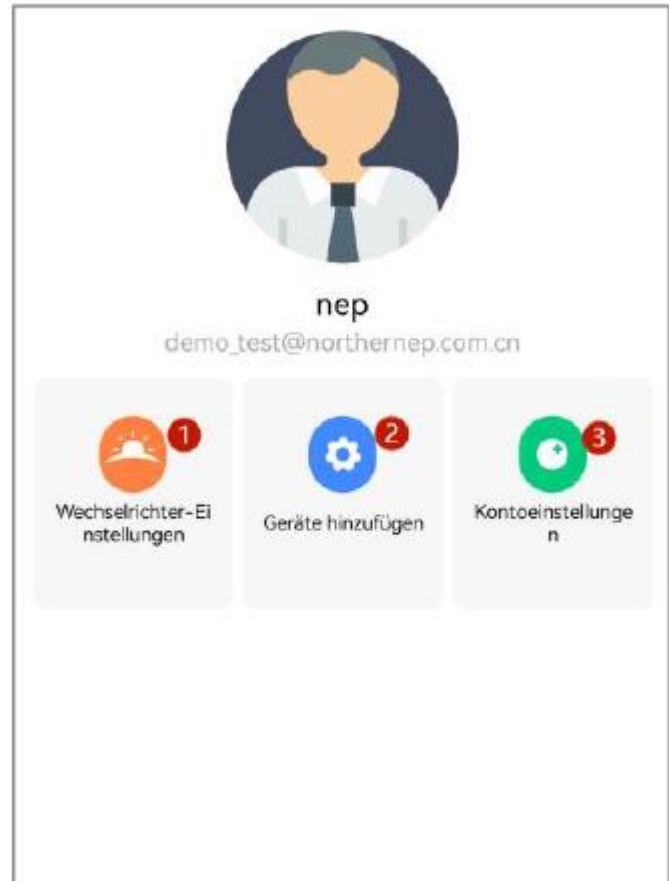 nep
demo_test@northernep.com.cn
1
2
3
Wechselrichter-Ei
nstellungen
Geräte hinzufügen
Kontoeinstellunge
n